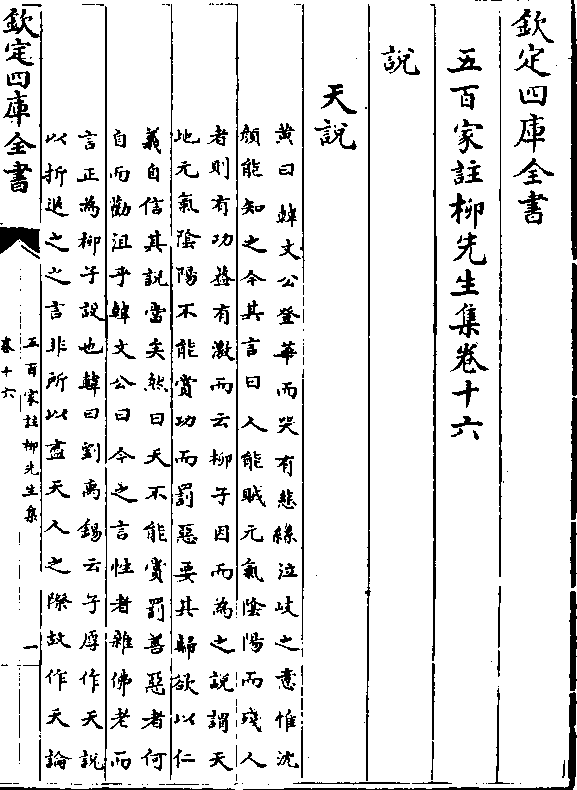 欽定四庫全書
五百家註柳先生集卷十六
說
天說
黃曰韓文公登華而哭有悲絲泣岐之意惟沈
顏能知之今其言曰人能賊元氣陰陽而殘人
者則有功葢有激而云柳子因而為之說謂天
地元氣陰陽不能賞功而罰惡要其歸欲以仁
義自信其說當矣然曰天不能賞罰善惡者何
自而勸沮乎韓文公曰今之言性者雜佛老而
言正為柳子設也韓曰劉禹錫云子厚作天說
以折退之之言非所以盡天人之際故作天論
欽定四庫全書
五百家註柳先生集
卷十六
一